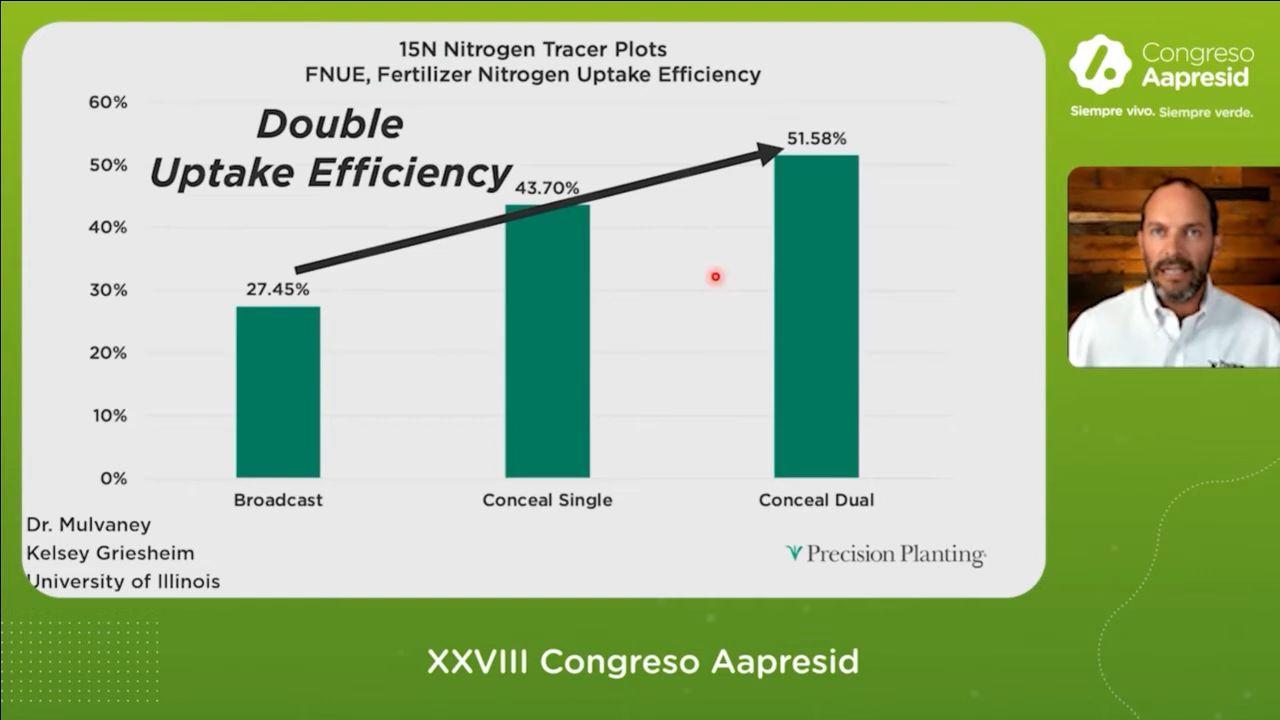 15N Nitrogen Tracer Plots
FNUE, Fertilizer Nitrogen Uptake Efficiency
Double
Uptake Efficiency
60%
50%
40%
30%
20%
10%
0%
27.45%
43.70%
51.58%
Broadcast
Conceal Single
Conceal Dual
Dr. Mulvaney
Kelsey Griesheim
University of Illinois
Precision Planting
Congreso
Aapresid
Siempre vivo. Siempre verde.
XXVIII Congreso Aapresid